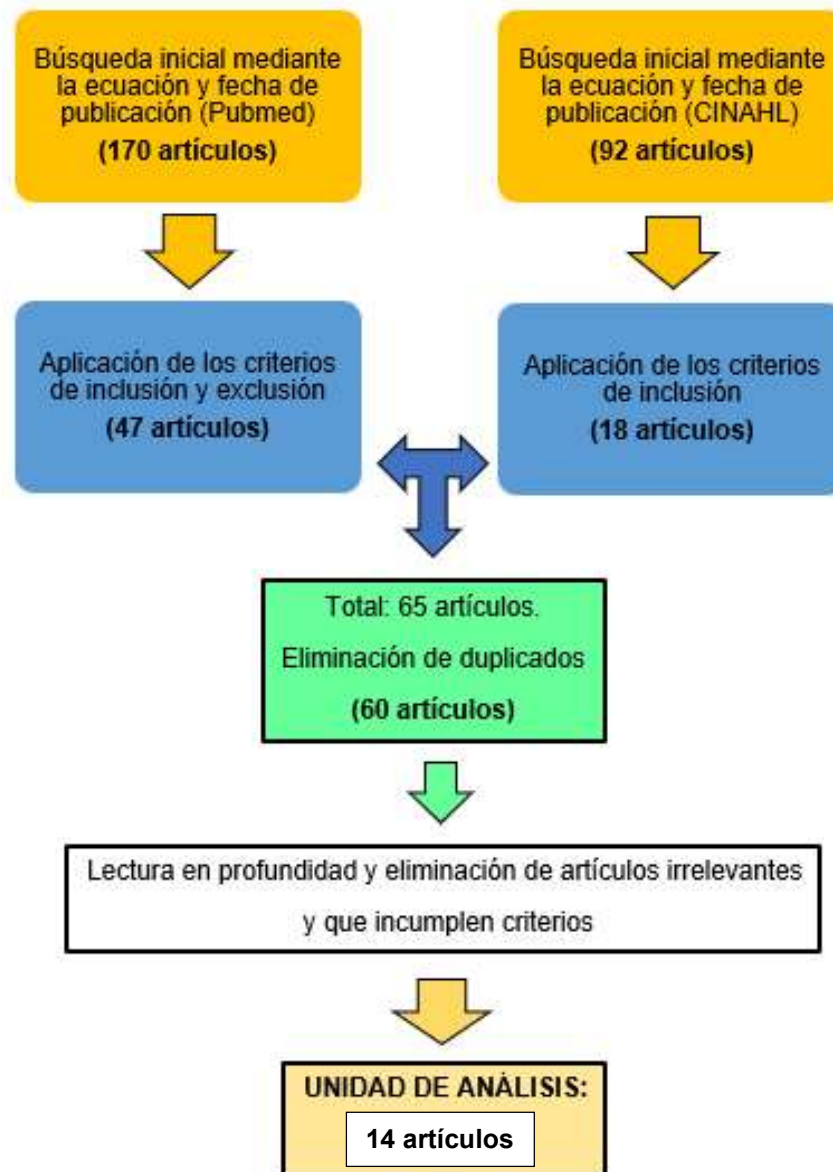 Búsqueda inicial mediante
la ecuación y fecha de
publicación (Pubmed)
(170 artículos)
Búsqueda inicial mediante
la ecuación y fecha de
publicación (CINAHL)
(92 artículos)
Aplicación de los criterios
de inclusión y exclusión
(47 artículos)
Aplicación de los criterios
de inclusión
(18 artículos)
Total: 65 artículos.
Eliminación de duplicados
(60 artículos)
Lectura en profundidad y eliminación de artículos irrelevantes
y que incumplen criterios
UNIDAD DE ANÀLISIS:
14 artículos